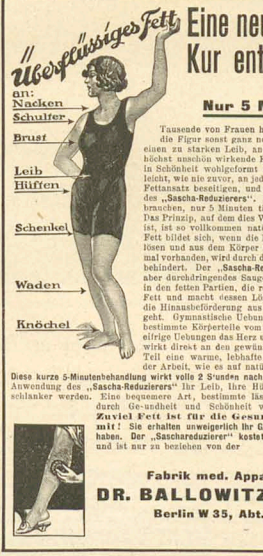 Überflüssiges Fett
an:
Nacken
Schulter
Brust
Leib
Hüften
Schenkel
Waden
Knöchel
Eine neu
Kur ent
Nur 5 M
Tausende von Frauen h
die Figur sonst ganz no
einen zu starken Leib, an
höchst unschön wirkende F
in Schönheit wohlgeformt
leicht, wie nie zuvor, an jed
Fettansatz beseitigen, und
des „Sascha-Reduzierers".
brauchen, nur 5 Minuten t
Das Prinzip, auf dem dies V
ist, ist so vollkommen natü
Fett bildet sich, wenn die
lösen und aus dem Körper
mal vorhanden, wird durch d
behindert. Der „Sascha-Re
aber durchdringendes Saug
in den fetten Partien, die r
Fett und macht dessen Lös
die Hinausbeförderung aus
geht. Gymnastische Uebun
bestimmte Körperteile vom
eifrige Uebungen das Herz s
wirkt direkt an den gewün
Teil eine warme, lebhafte
der Arbeit, wie es auf natü
Diese kurze 5-Minutenbehandlung wirkt volle 2 Stunden nach
Anwendung des „Sascha-Reduzierers" Ihr Leib, Ihre Hü
schlanker werden. Eine bequemere Art, bestimmte läs
durch Gesundheit und Schönheit v
Zuviel Fett ist für die Gesun
mit! Sie erhalten unweigerlich Ihr G
haben. Der „Saschareduzierer" kostet
und ist nur zu beziehen von der
Fabrik med. Appa
DR. BALLOWITZ
Berlin W 35, Abt.